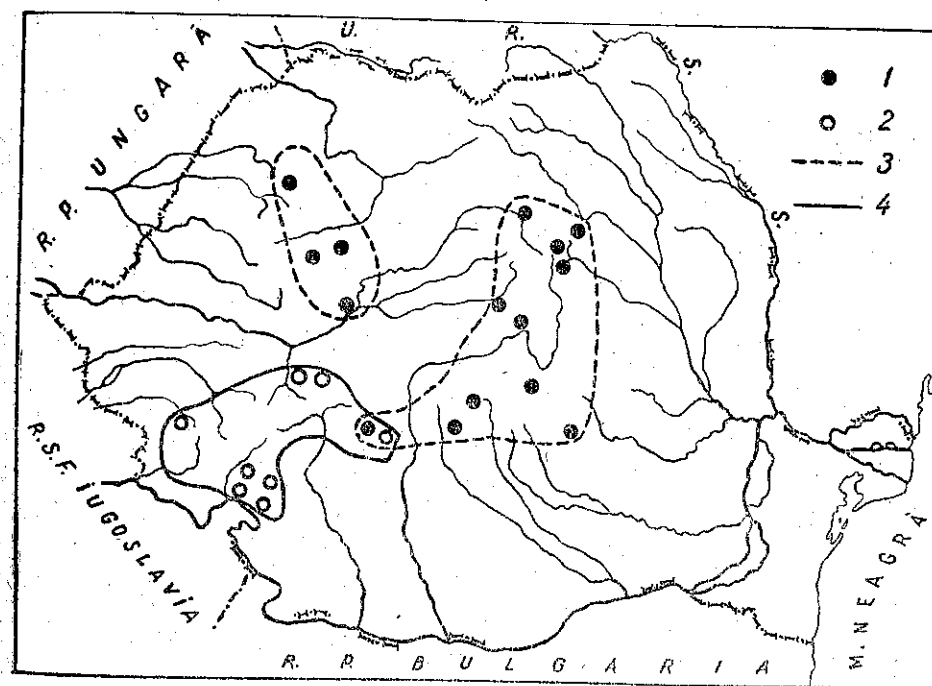 U. R. S. S.
R. P. UNGARĂ
R.S.F. IUGOSLAVIA
R. P. BULGARIA
M. NEAGRĂ
1
2
3
4